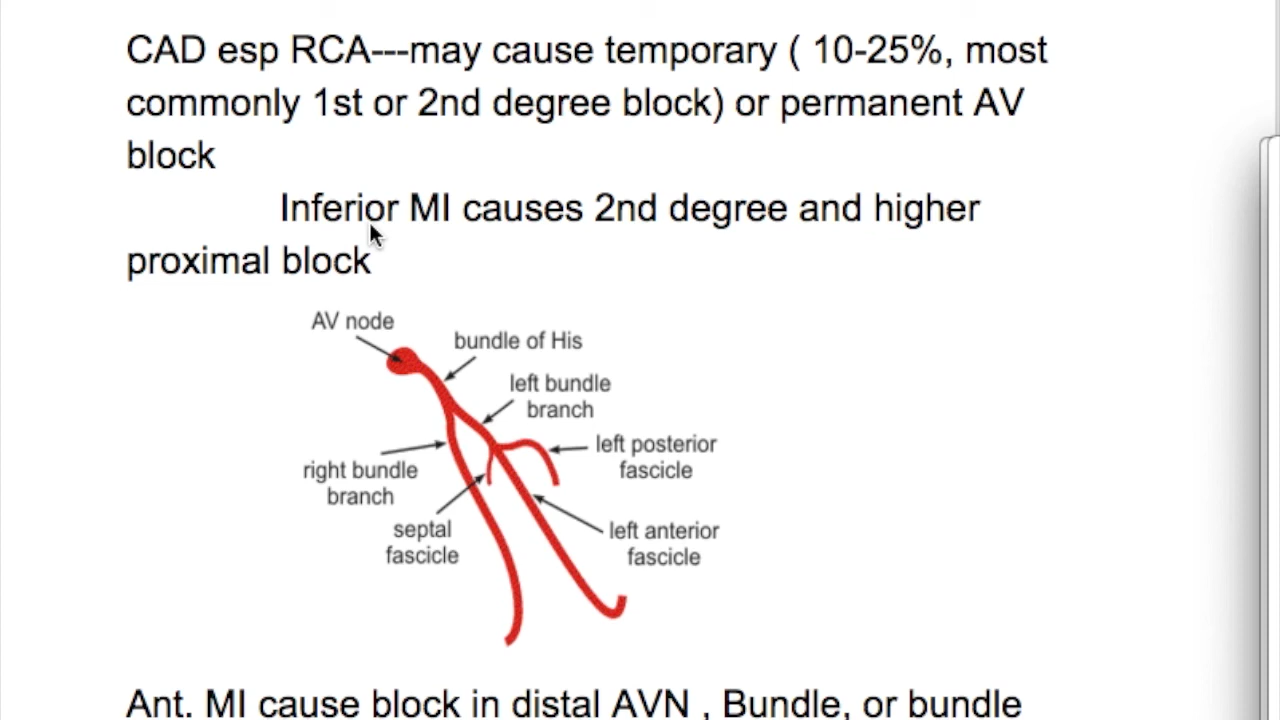 CAD esp RCA---may cause temporary ( 10-25%, most
commonly 1st or 2nd degree block) or permanent AV
block
Inferior MI causes 2nd degree and higher
proximal block
AV node
bundle of His
left bundle
branch
left posterior
fascicle
right bundle
branch
septal
fascicle
left anterior
fascicle
Ant. MI cause block in distal AVN , Bundle, or bundle